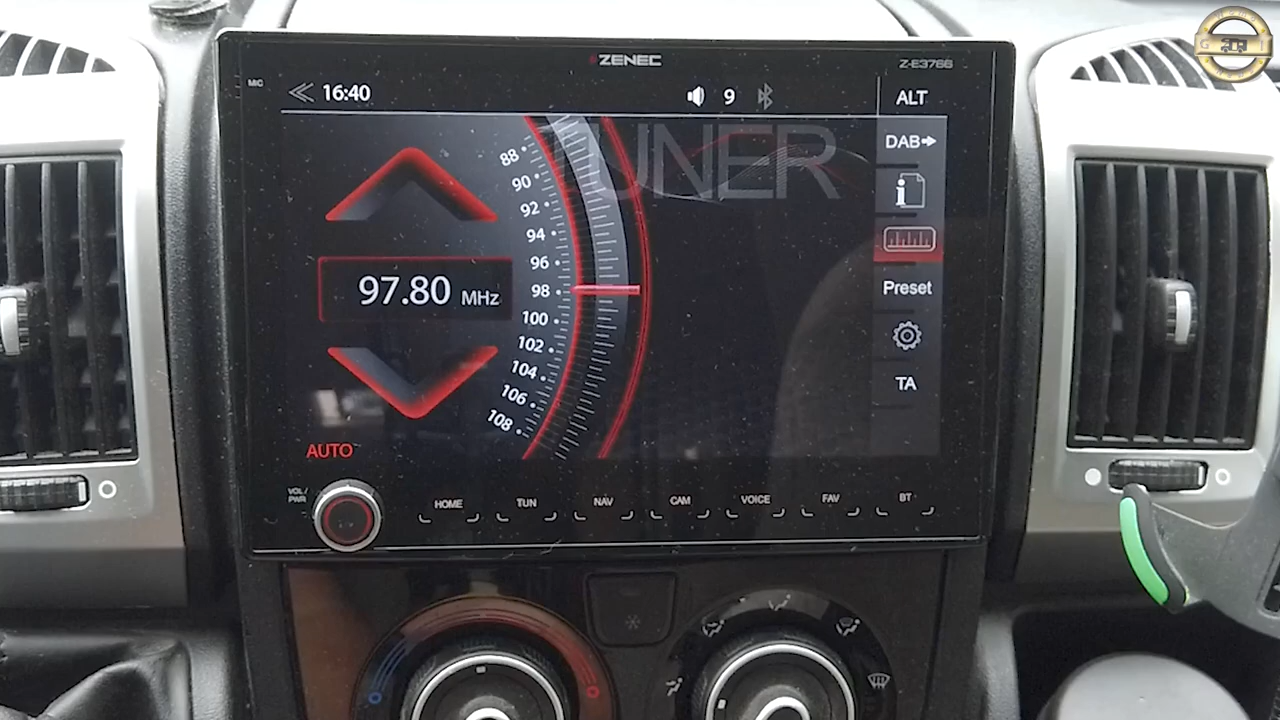 ZENEC
Z-E3766
MIC
16:40
9
ALT
TUNER
DAB
88
90
92
94
96
98
100
102
104
106
108
97.80 MHz
Preset
TA
AUTO
VOL/
PWR
HOME
TUN
NAV
CAM
VOICE
FAV
BT